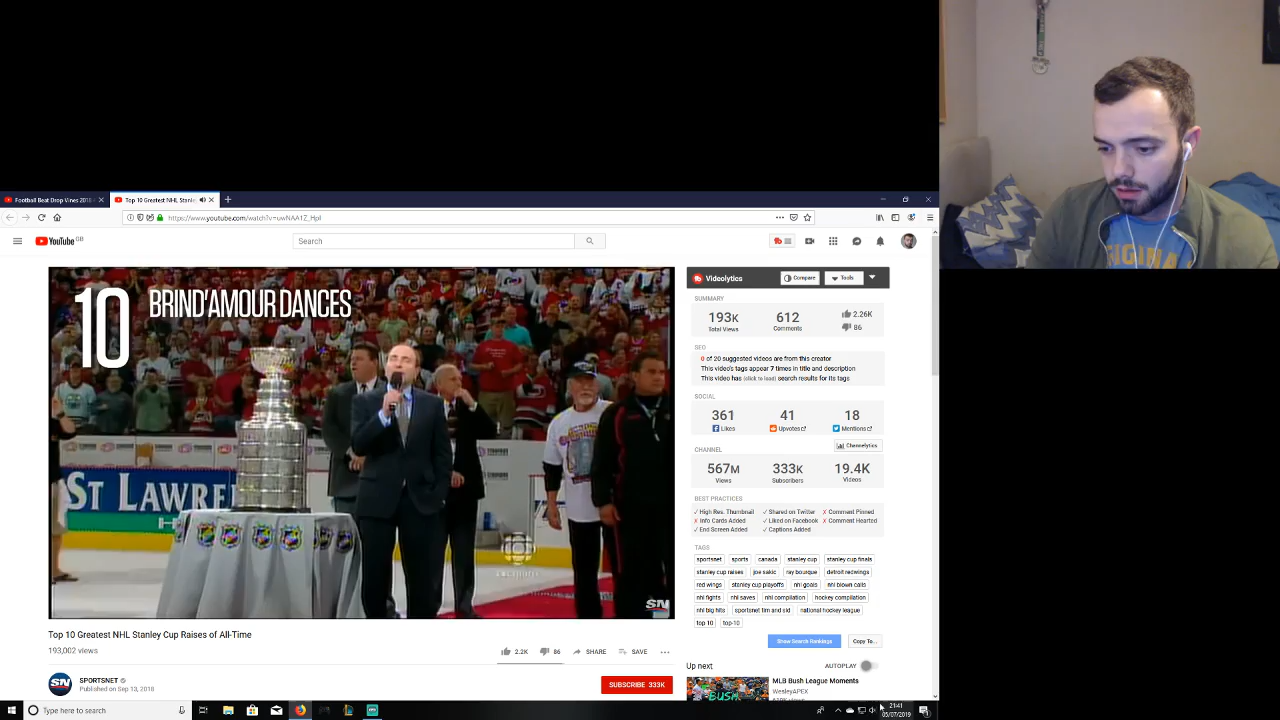 Football Beat Drop Vines 2018
Top 10 Greatest NHL Stanle
https://www.youtube.com/watch?v=uwNAA1Z_HpI
YouTube GB
Search
10
BRIND'AMOUR DANCES
ST LAWRE
SN
Top 10 Greatest NHL Stanley Cup Raises of All-Time
193,002 views
2.2K
86
SHARE
SAVE
SN
SPORTSNET
Published on Sep 13, 2018
SUBSCRIBE 333K
Videolytics
Compare
Tools
SUMMARY
193K
Total Views
612
Comments
2.26K
86
SEO
0 of 20 suggested videos are from this creator
This video's tags appear 7 times in title and description
This video has (click to load) search results for its tags
SOCIAL
361
Likes
41
Upvotes
18
Mentions
Channelytics
CHANNEL
567M
Views
333K
Subscribers
19.4K
Videos
BEST PRACTICES
✓ High Res. Thumbnail
✓ Shared on Twitter
✗ Comment Pinned
✗ Info Cards Added
✓ Liked on Facebook
✗ Comment Hearted
✓ End Screen Added
✓ Captions Added
TAGS
sportsnet
sports
canada
stanley cup
stanley cup finals
stanley cup raises
joe sakic
ray bourque
detroit redwings
red wings
stanley cup playoffs
nhl goals
nhl blown calls
nhl fights
nhl saves
nhl compilation
hockey compilation
nhl big hits
sportsnet tim and sid
national hockey league
top 10
top-10
Show Search Rankings
Copy To...
Up next
AUTOPLAY
BUSH
MLB Bush League Moments
WesleyAPEX
Type here to search
21:41
05/07/2019